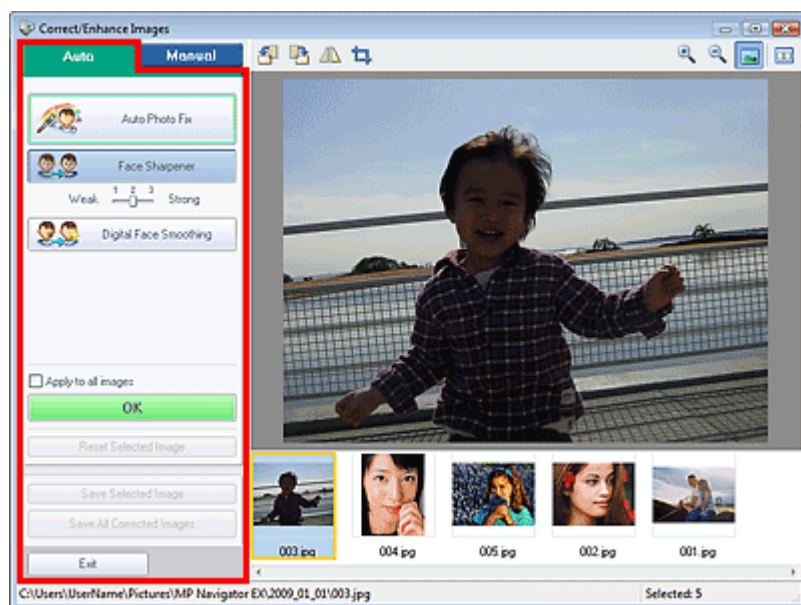 Correct/Enhance Images
Auto
Manual
Auto Photo Fix
Face Sharpener
1 2 3
Weak Strong
Digital Face Smoothing
Apply to all images
OK
Reset Selected Image
Save Selected Image
Save All Corrected Images
Exit
003.jpg
004.jpg
005.jpg
002.jpg
001.jpg
C:\Users\UserName\Pictures\MP Navigator EX\2009_01_01\003.jpg
Selected: 5